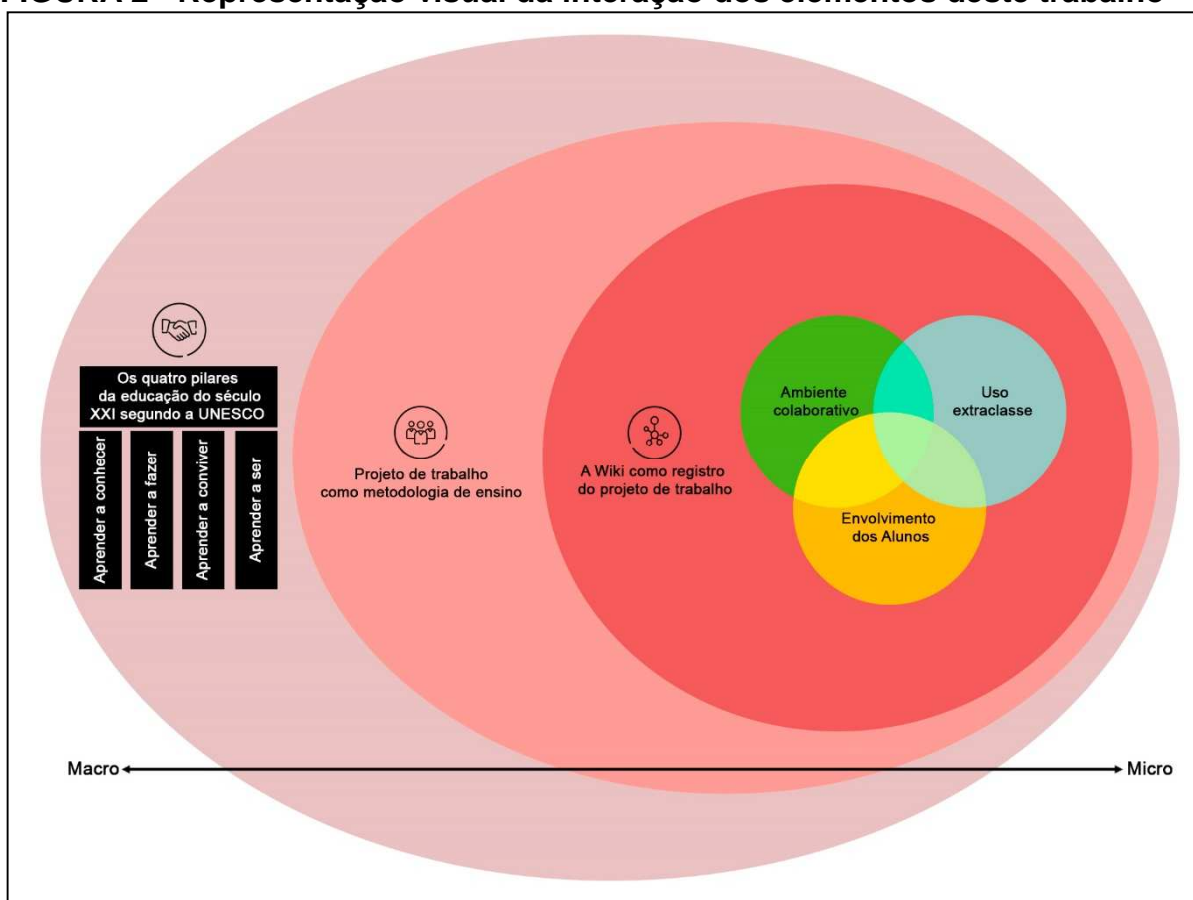 Os quatro pilares
da educação do século
XXI segundo a UNESCO
Aprender a conhecer
Aprender a fazer
Aprender a conviver
Aprender a ser
Projeto de trabalho
como metodologia de ensino
A Wiki como registro
do projeto de trabalho
Ambiente
colaborativo
Uso
extraclasse
Envolvimento
dos Alunos
Macro
Micro